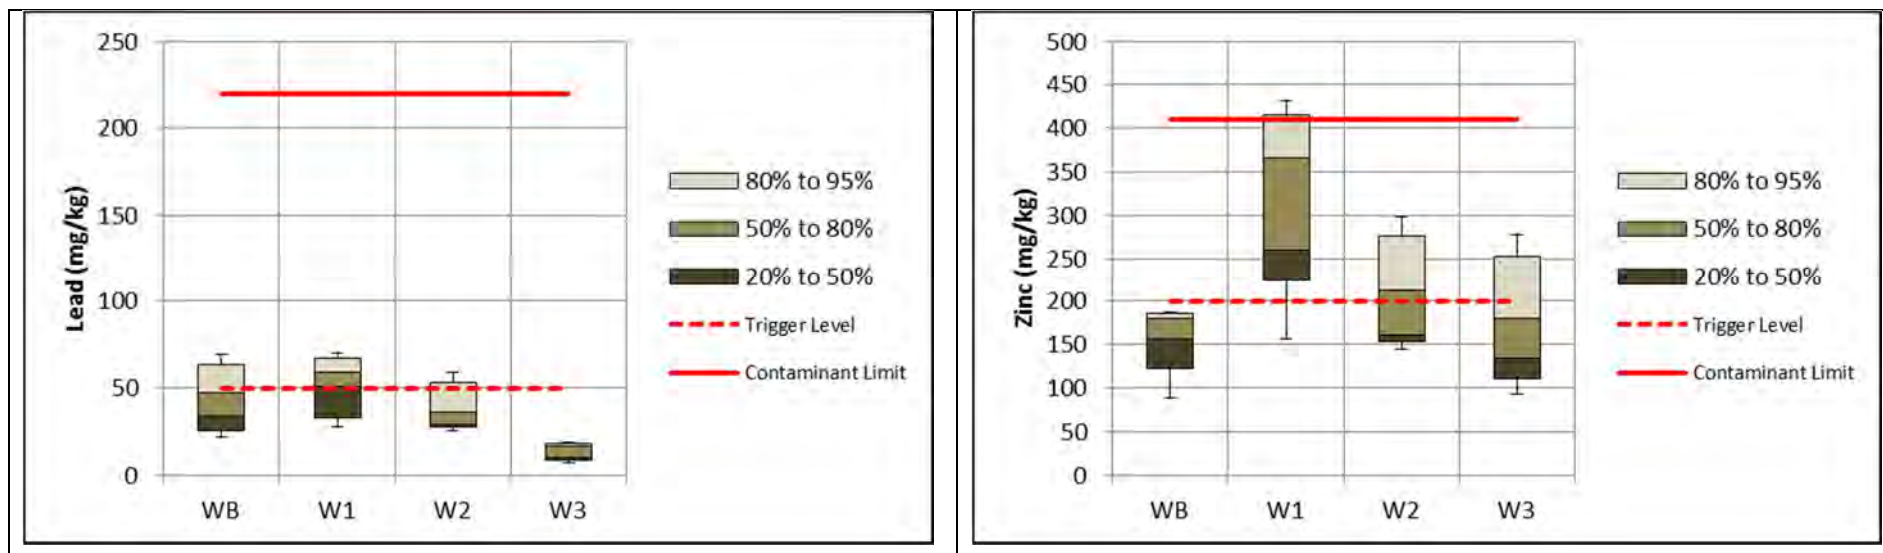 Lead (mg/kg)
250
200
150
100
50
0
WB W1 W2 W3
80% to 95%
50% to 80%
20% to 50%
Trigger Level
Contaminant Limit
Zinc (mg/kg)
500
450
400
350
300
250
200
150
100
50
0
WB W1 W2 W3
80% to 95%
50% to 80%
20% to 50%
Trigger Level
Contaminant Limit